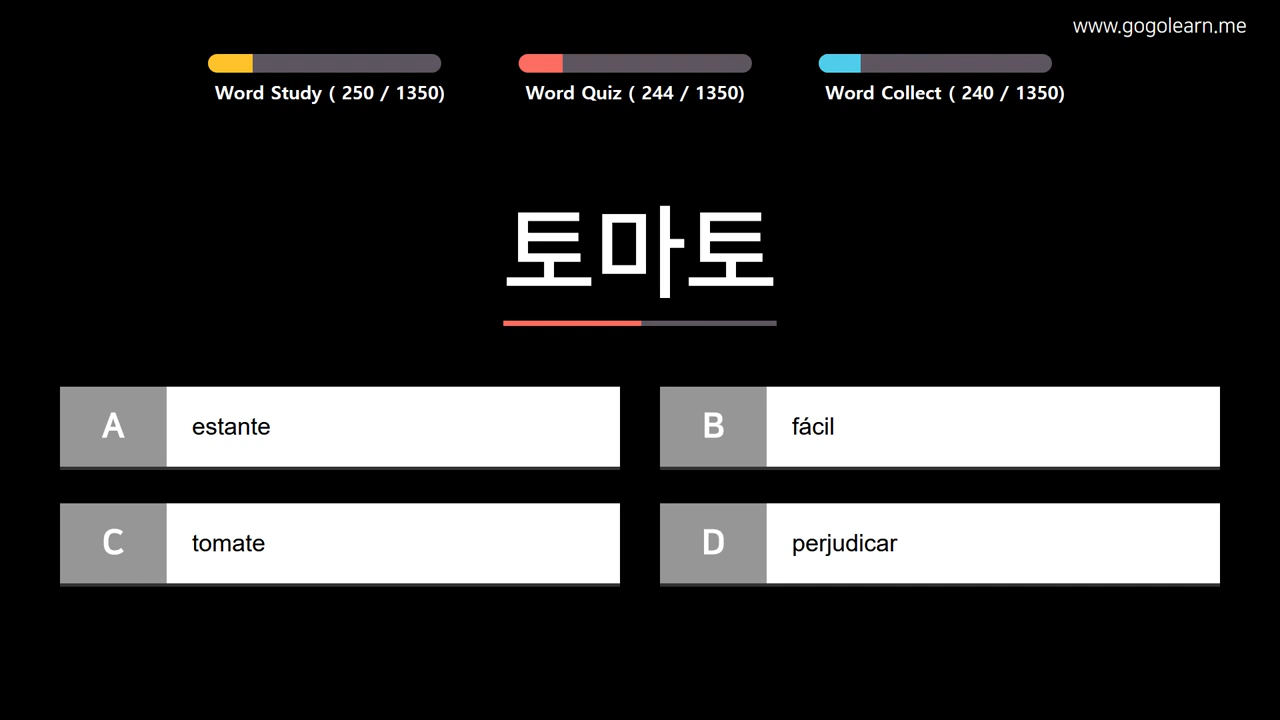 www.gogolearn.me
Word Study ( 250 / 1350)
Word Quiz ( 244 / 1350)
Word Collect ( 240 / 1350)
토마토
A estante
B fácil
C tomate
D perjudicar